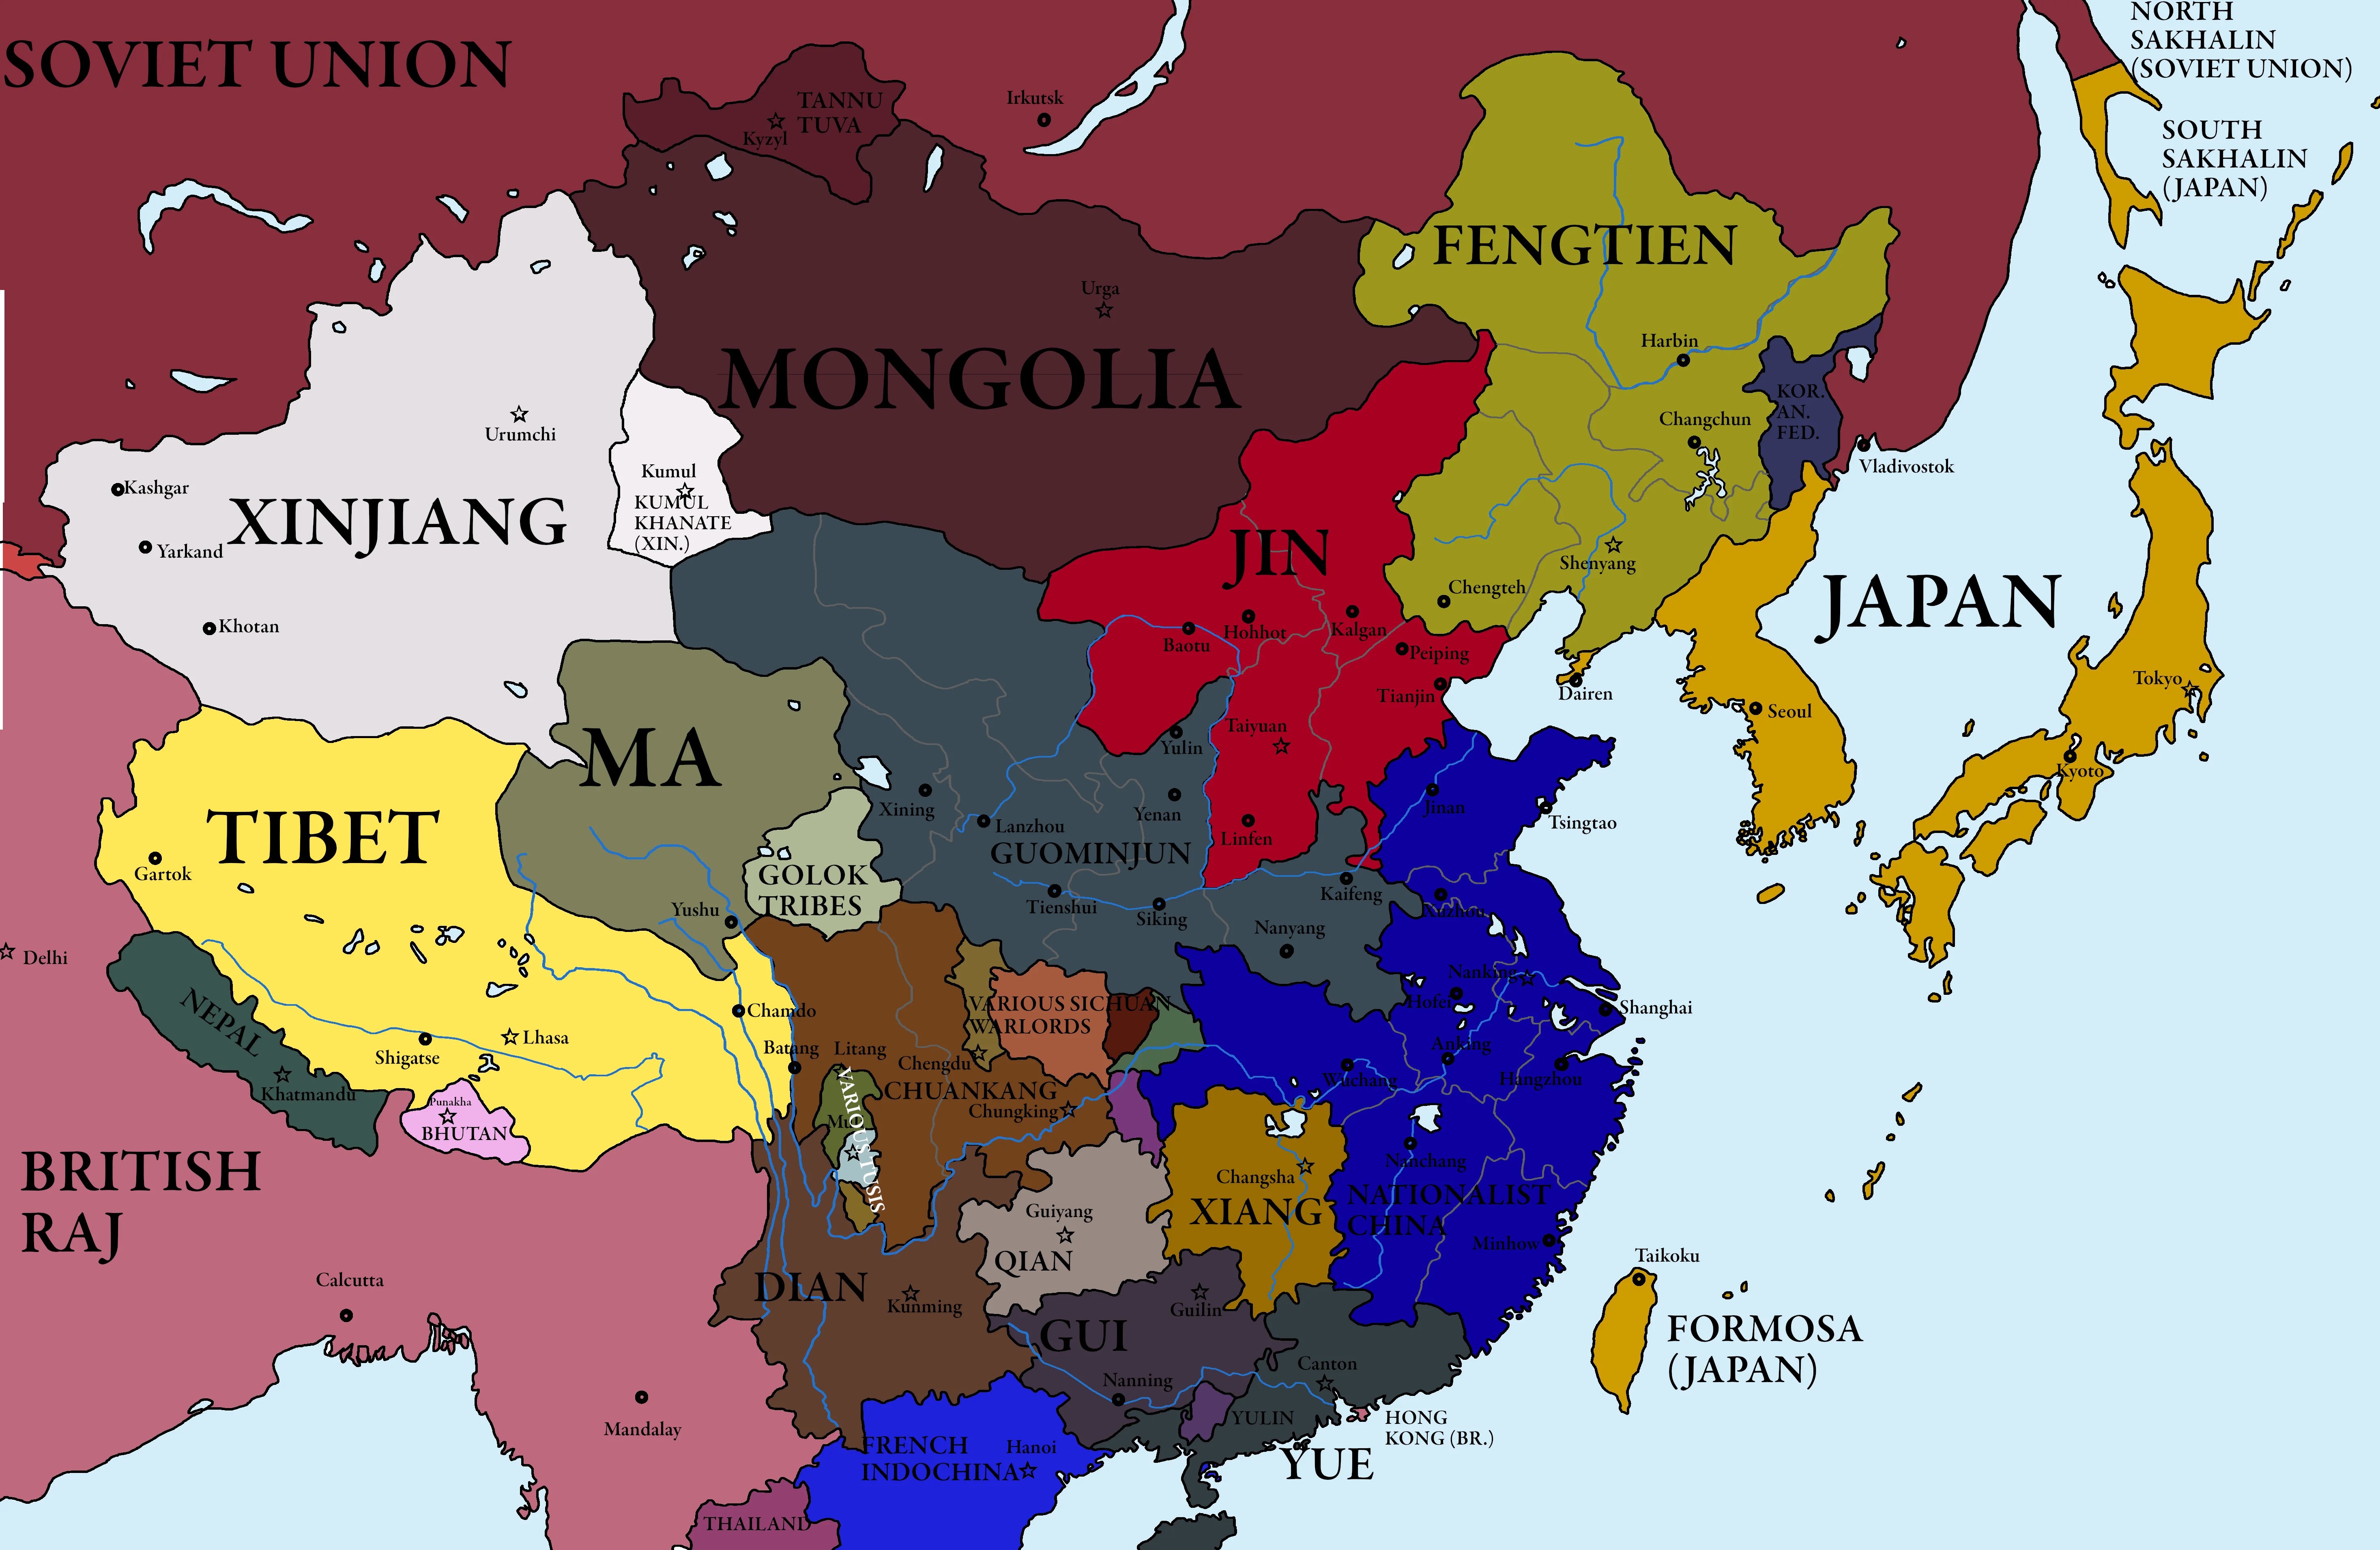 SOVIET UNION
NORTH
SAKHALIN
(SOVIET UNION)
SOUTH
SAKHALIN
(JAPAN)
TANNU
TUVA
Kyzyl
Irkutsk
FENGTIEN
Urga
MONGOLIA
Harbin
KOR.
AN.
FED.
Changchun
Vladivostok
Urumchi
Kumul
KUMUL
KHANATE
(XIN.)
Kashgar
XINJIANG
Yarkand
Khotan
JIN
Shenyang
Chengteh
JAPAN
Baotu
Hohhot
Kalgan
Peiping
Tianjin
Dairen
Seoul
Tokyo
Kyoto
MA
Yulin
Taiyuan
Xining
Lanzhou
Yenan
Linfen
Jinan
Tsingtao
TIBET
Gartok
GOLOK
TRIBES
GUOMINJUN
Tienshui
Siking
Kaifeng
Xuzhou
Yushu
Nanyang
Delhi
NEPAL
Khatmandu
Shigatse
Lhasa
Chamdo
VARIOUS SICHUAN
WARLORDS
Nanking
Hofei
Shanghai
Batang
Litang
Chengdu
CHUANKANG
Chungking
Anking
Wuchang
Hangzhou
Punakha
BHUTAN
VARIOUS TUSIS
BRITISH
RAJ
Changsha
XIANG
Nanchang
NATIONALIST
CHINA
Minhow
Guiyang
QIAN
DIAN
Kunming
Guilin
GUI
Taikoku
FORMOSA
(JAPAN)
Calcutta
Mandalay
Nanning
Canton
YULIN
HONG
KONG (BR.)
YUE
FRENCH
INDOCHINA
Hanoi
THAILAND